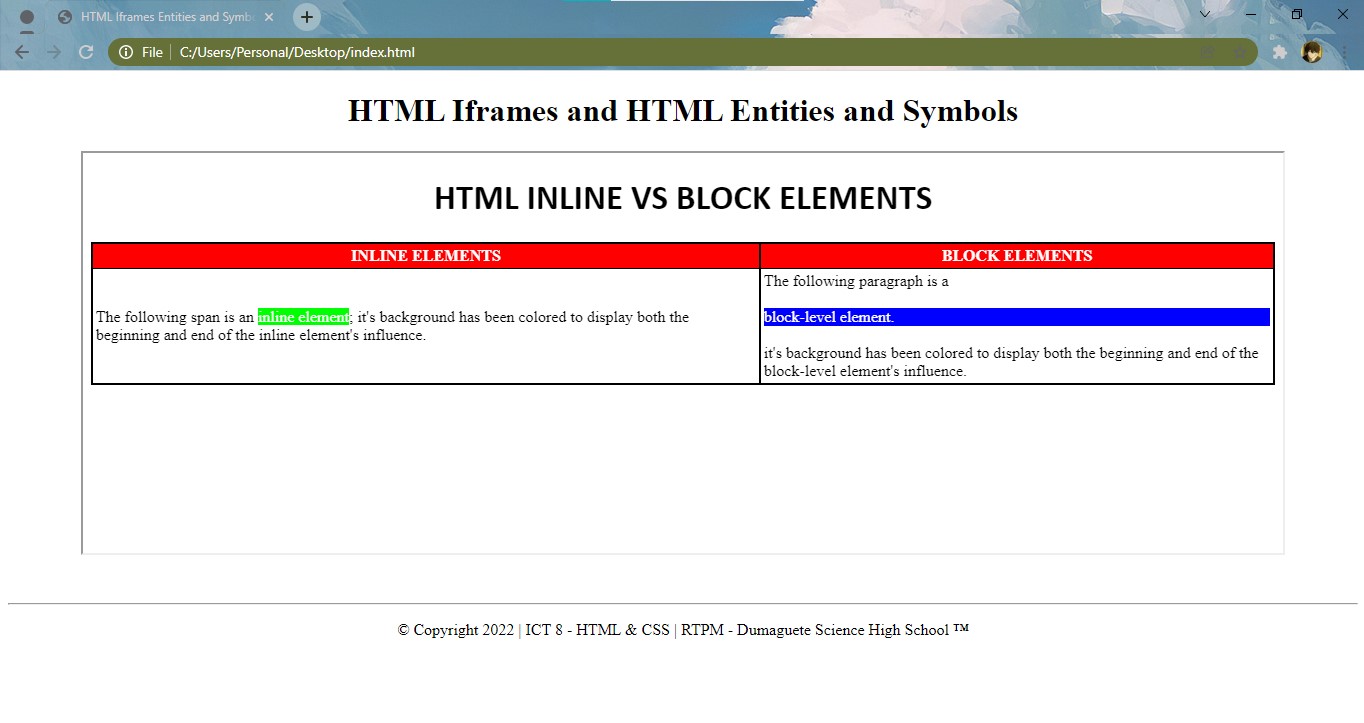 HTML Iframes Entities and Symb
File
C:/Users/Personal/Desktop/index.html
HTML Iframes and HTML Entities and Symbols
HTML INLINE VS BLOCK ELEMENTS
INLINE ELEMENTS
The following span is an inline element; it's background has been colored to display both the
beginning and end of the inline element's influence.
BLOCK ELEMENTS
The following paragraph is a
block-level element.
it's background has been colored to display both the beginning and end of the
block-level element's influence.
© Copyright 2022 | ICT 8 - HTML & CSS | RTPM - Dumaguete Science High School ™